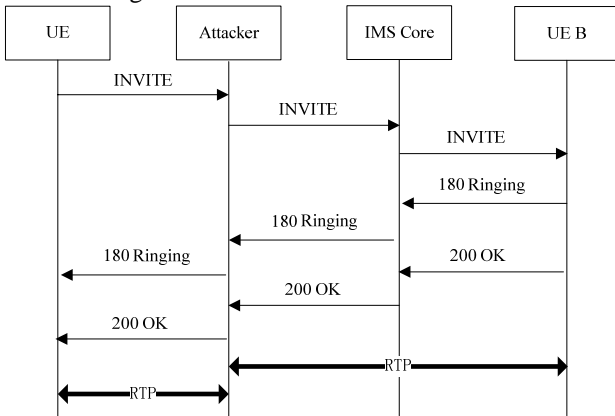 UE
Attacker
IMS Core
UE B
INVITE
INVITE
INVITE
180 Ringing
180 Ringing
180 Ringing
200 OK
200 OK
200 OK
RTP
RTP